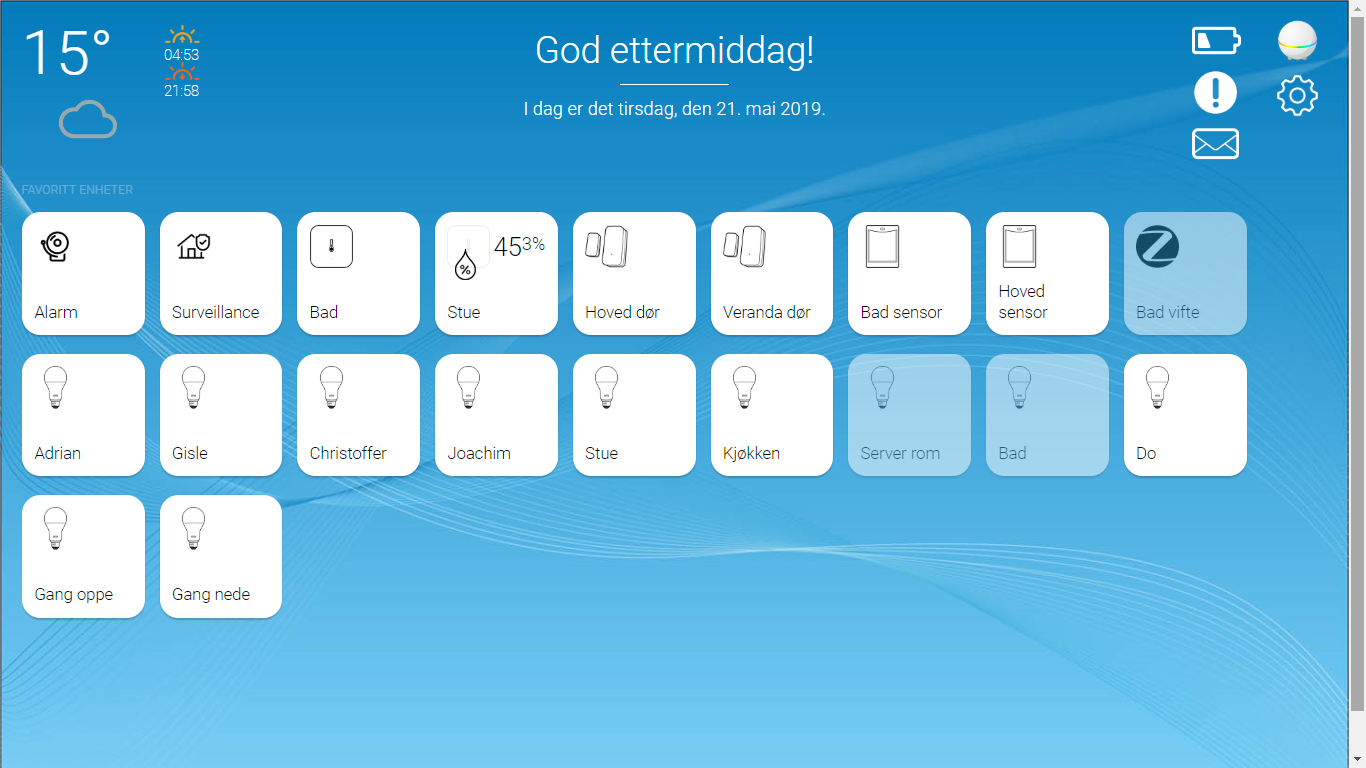 15°
04:53
21:58
God ettermiddag!
I dag er det tirsdag, den 21. mai 2019.
FAVORITT ENHETER
Alarm
Surveillance
Bad
%
453%
Stue
Hoved dør
Veranda dør
Bad sensor
Hoved
sensor
Bad vifte
Adrian
Gisle
Christoffer
Joachim
Stue
Kjøkken
Server rom
Bad
Do
Gang oppe
Gang nede